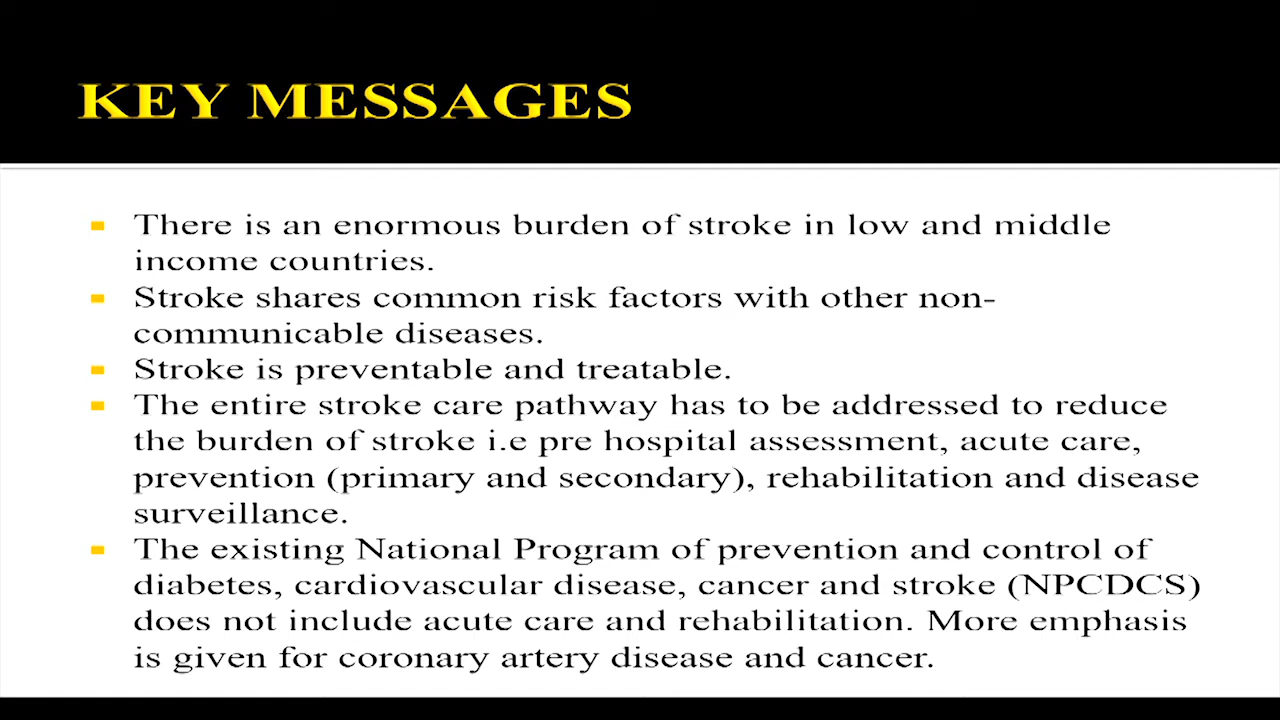 KEY MESSAGES
There is an enormous burden of stroke in low and middle
income countries.
Stroke shares common risk factors with other non-
communicable diseases.
Stroke is preventable and treatable.
The entire stroke care pathway has to be addressed to reduce
the burden of stroke i.e pre hospital assessment, acute care,
prevention (primary and secondary), rehabilitation and disease
surveillance.
The existing National Program of prevention and control of
diabetes, cardiovascular disease, cancer and stroke (NPCDCS)
does not include acute care and rehabilitation. More emphasis
is given for coronary artery disease and cancer.